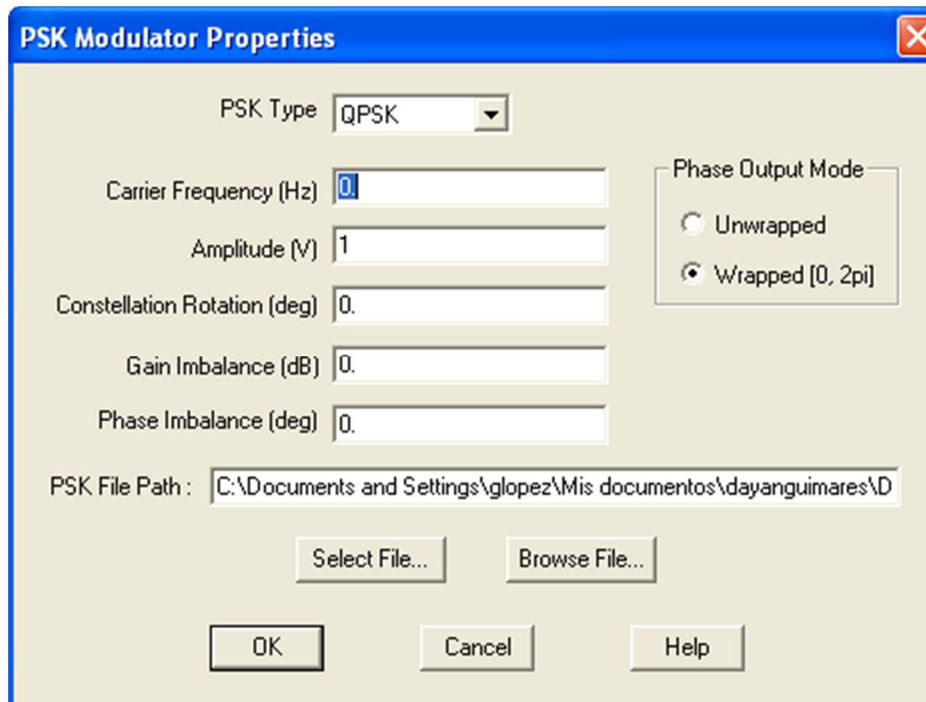 PSK Modulator Properties
PSK Type QPSK
Carrier Frequency (Hz) 0.
Amplitude (V) 1
Constellation Rotation (deg) 0.
Gain Imbalance (dB) 0.
Phase Imbalance (deg) 0.
Phase Output Mode
Unwrapped
Wrapped [0, 2pi]
PSK File Path : C:\Documents and Settings\glopez\Mis documentos\dayanguimares\D
Select File... Browse File...
OK Cancel Help